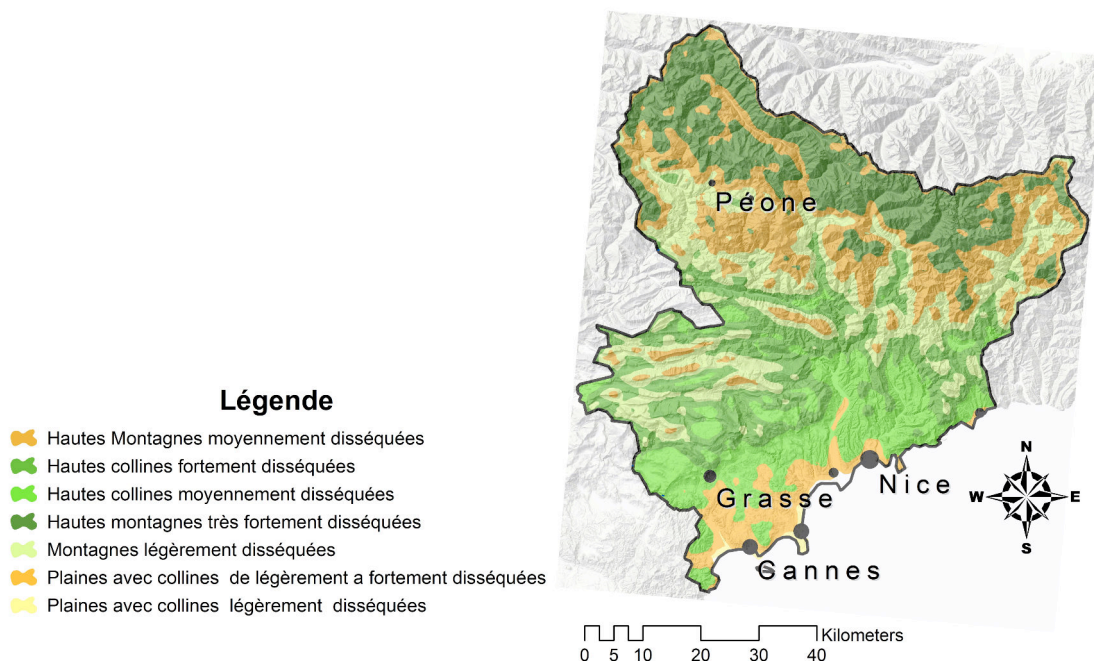 Péone
Grasse
Nice
Cannes
Légende
Hautes Montagnes moyennement disséquées
Hautes collines fortement disséquées
Hautes collines moyennement disséquées
Hautes montagnes très fortement disséquées
Montagnes légèrement disséquées
Plaines avec collines de légèrement a fortement disséquées
Plaines avec collines légèrement disséquées
N
W E
S
Kilometers
0 5 10 20 30 40